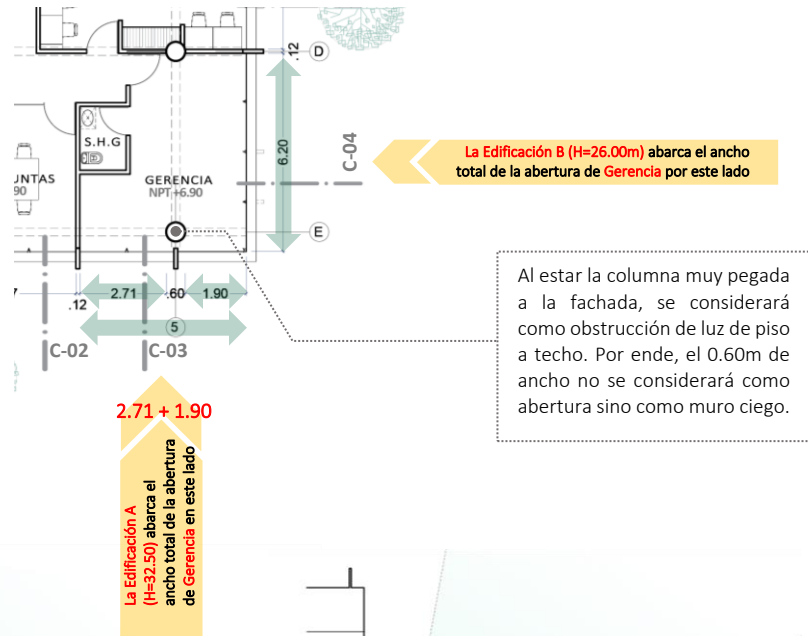 .12
D
S.H.G
6.20
C-04
La Edificación B (H=26.00m) abarca el ancho
total de la abertura de Gerencia por este lado
UNTAS
90
GERENCIA
NPT +6.90
E
Al estar la columna muy pegada
a la fachada, se considerará
como obstrucción de luz de piso
a techo. Por ende, el 0.60m de
ancho no se considerará como
abertura sino como muro ciego.
7
.12
2.71
.60
1.90
5
C-02
C-03
2.71 + 1.90
La Edificación A
(H=32.50) abarca el
ancho total de la abertura
de Gerencia en este lado